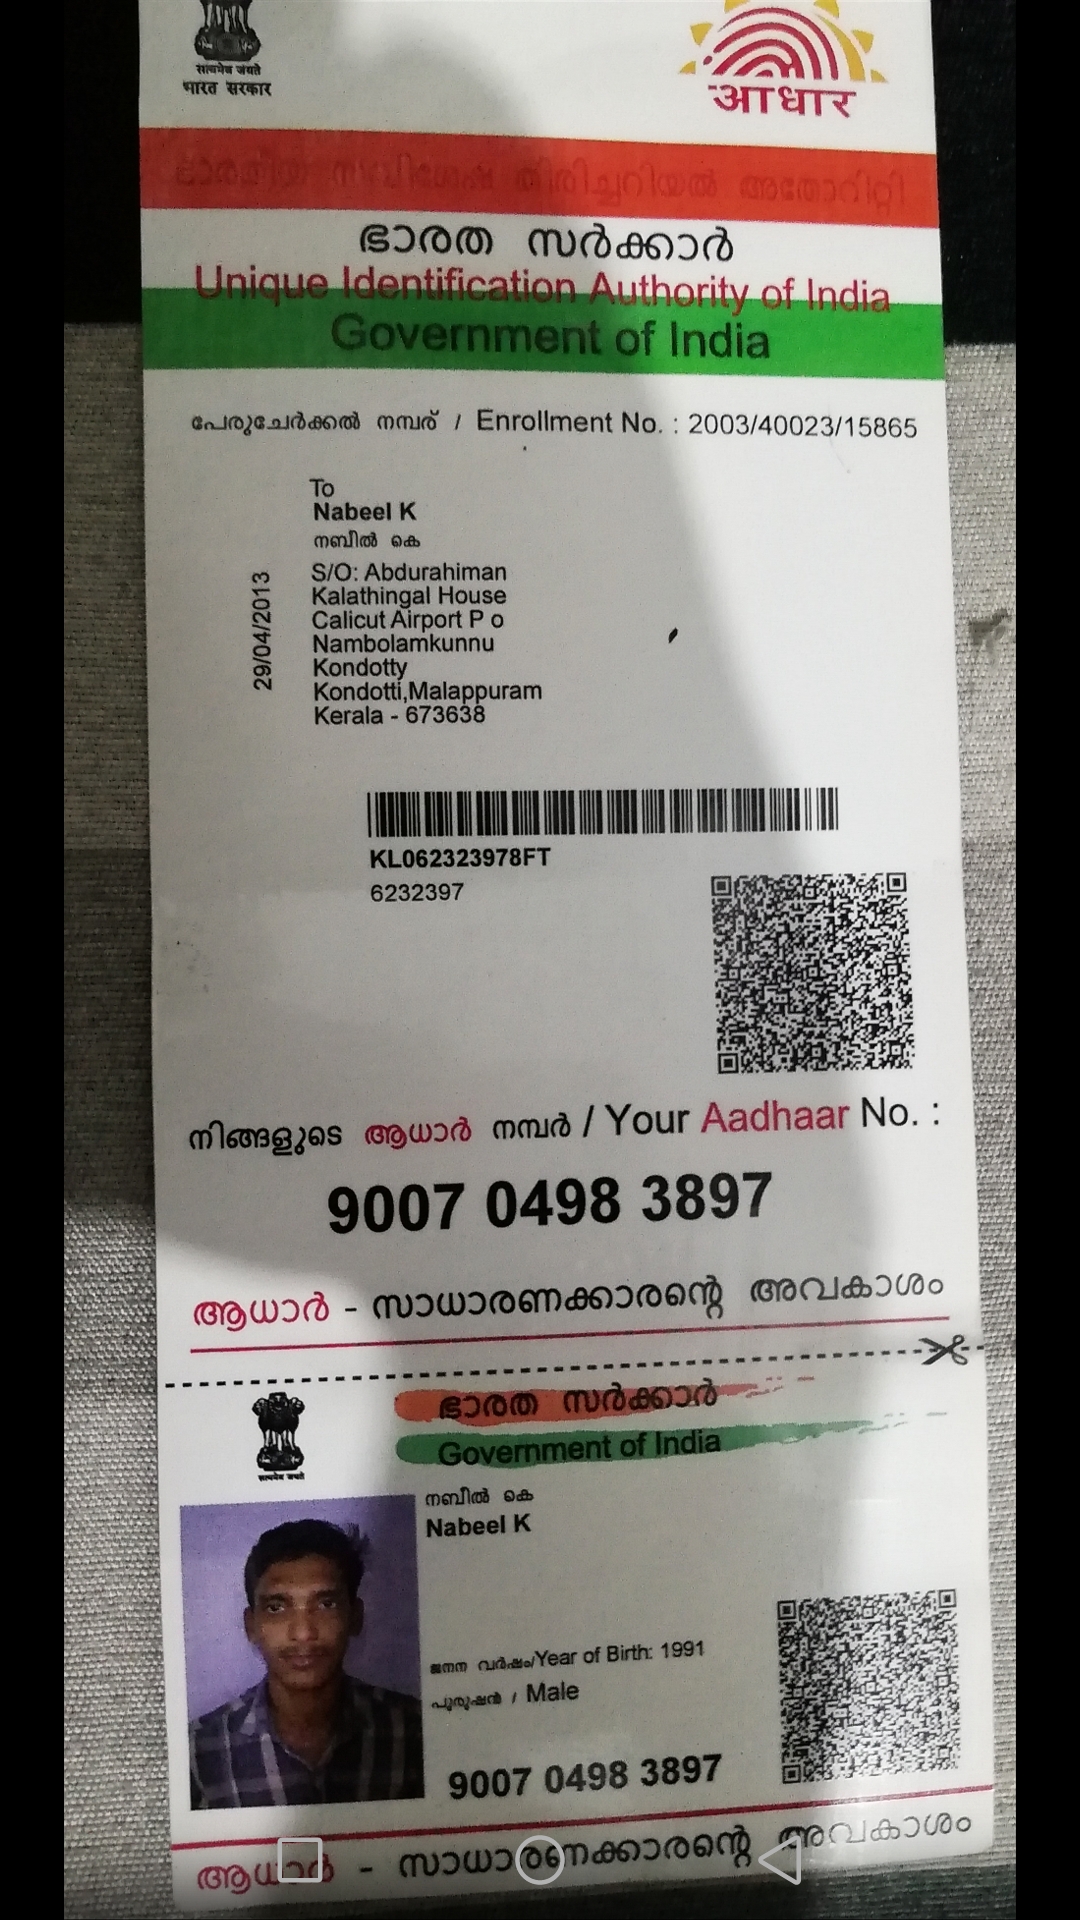 सत्यमेव जयते
भारत सरकार
आधार
ഭാരതീയ സവിശേഷ തിരിച്ചറിയൽ അതോറിറ്റി
ഭാരത സർക്കാർ
Unique Identification Authority of India
Government of India
പേരുചേർക്കൽ നമ്പര് / Enrollment No. : 2003/40023/15865
To
Nabeel K
നബീൽ കെ
S/O: Abdurahiman
Kalathingal House
Calicut Airport P o
Nambolamkunnu
Kondotty
Kondotti,Malappuram
Kerala - 673638
29/04/2013
KL062323978FT
6232397
നിങ്ങളുടെ ആധാർ നമ്പർ / Your Aadhaar No. :
9007 0498 3897
ആധാർ - സാധാരണക്കാരന്റെ അവകാശം
ഭാരത സർക്കാർ
Government of India
सत्यमेव जयते
നബീൽ കെ
Nabeel K
ജനന വർഷം/Year of Birth: 1991
പുരുഷൻ / Male
9007 0498 3897
ആധാർ - സാധാരണക്കാരന്റെ അവകാശം